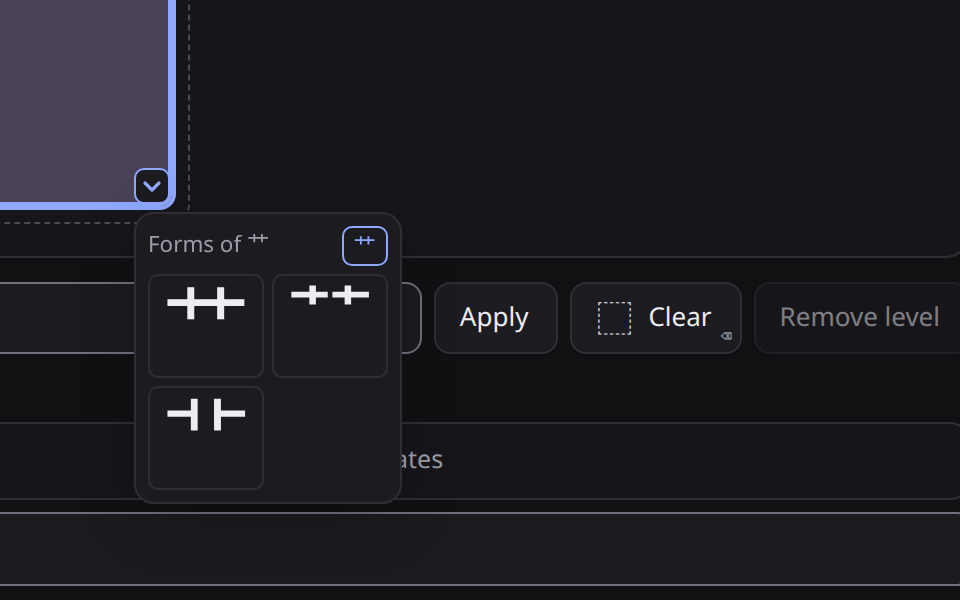 Forms of ⺾
Apply
Clear
⌫
Remove level
ates